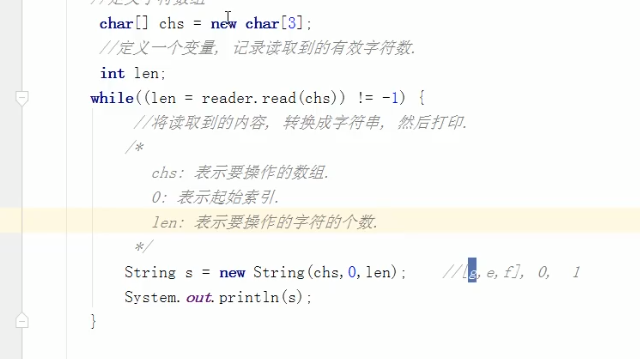 //定义字符数组
char[] chs = new char[3];
//定义一个变量, 记录读取到的有效字符数.
int len;
while((len = reader.read(chs)) != -1) {
//将读取到的内容, 转换成字符串, 然后打印.
/*
chs: 表示要操作的数组.
0: 表示起始索引.
len: 表示要操作的字符的个数.
*/
String s = new String(chs,0,len); //[g,e,f], 0, 1
System.out.println(s);
}